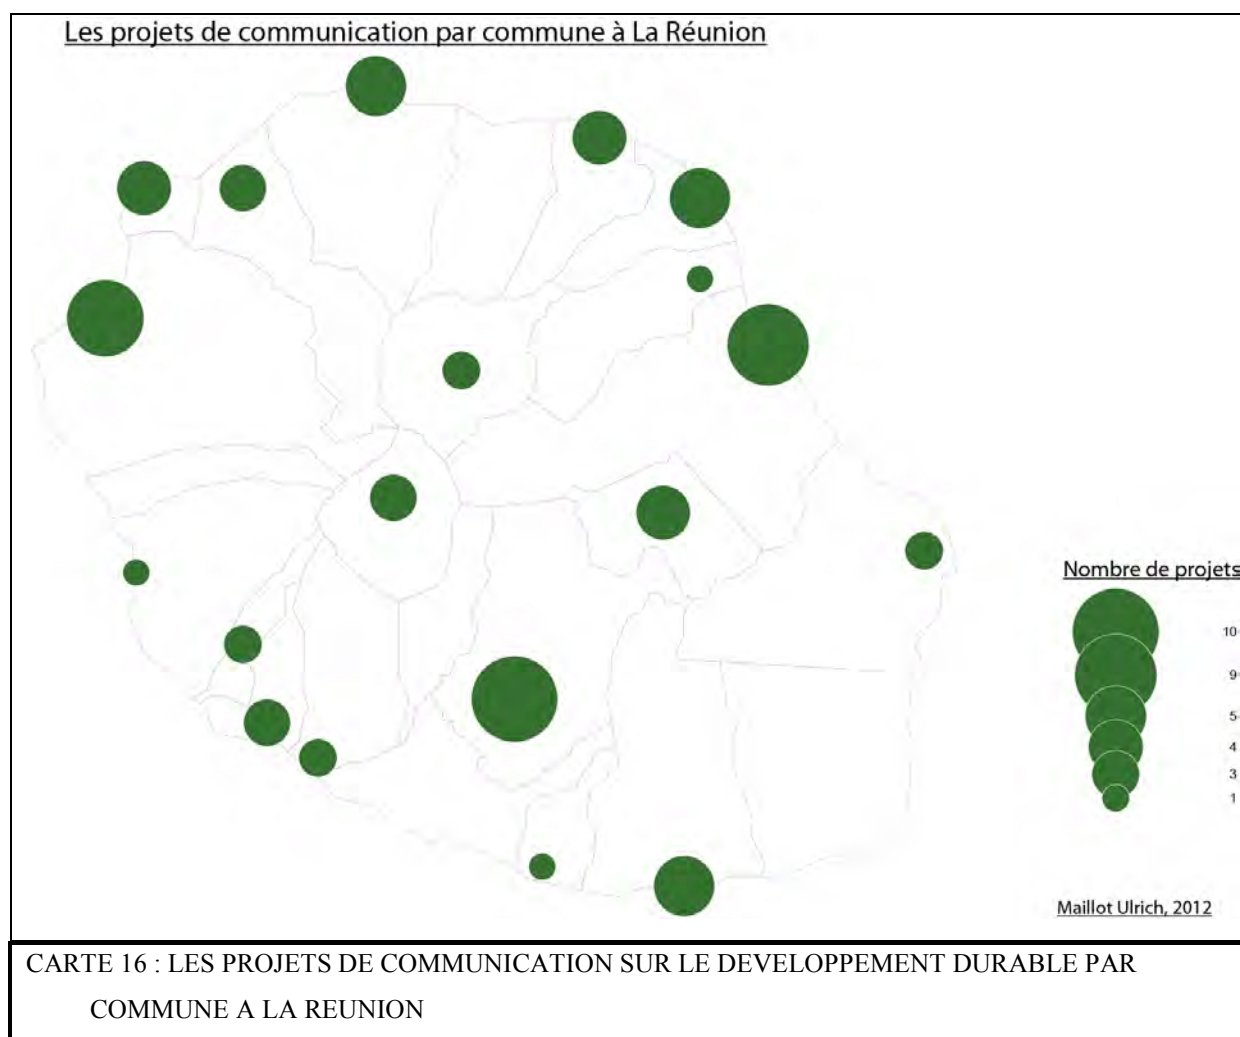 Les projets de communication par commune à La Réunion
Nombre de projets
10
9
5
4
3
1
Maillot Ulrich, 2012
CARTE 16 : LES PROJETS DE COMMUNICATION SUR LE DEVELOPPEMENT DURABLE PAR
COMMUNE A LA REUNION